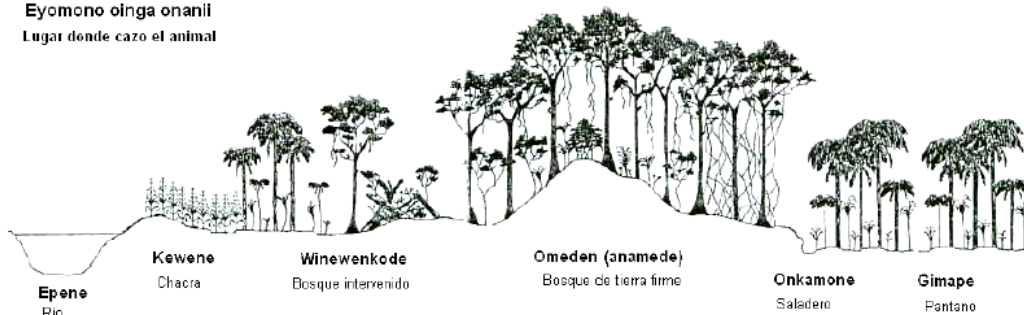 Eyomono oinga onanii
Lugar donde cazo el animal
Epene
Rio
Kewene
Chacra
Winewenkode
Bosque intervenido
Omeden (anamede)
Bosque de tierra firme
Onkamone
Saladero
Gimape
Pantano